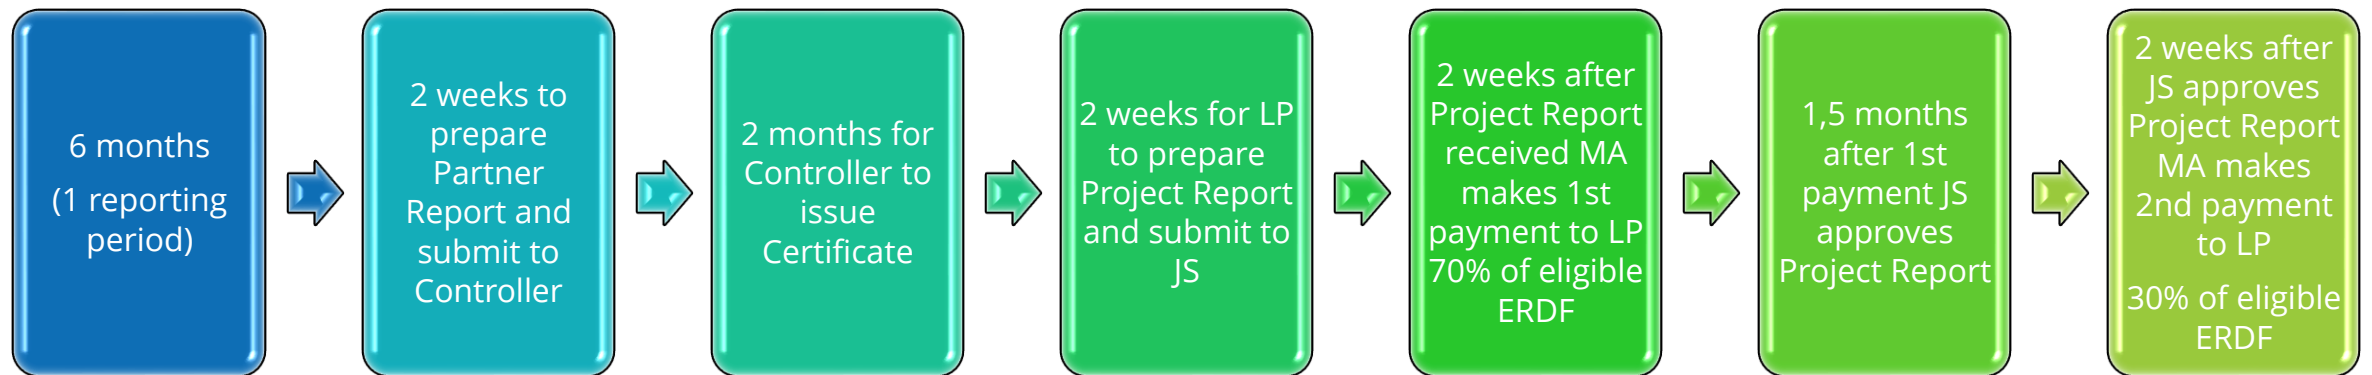 6 months
(1 reporting
period)
2 weeks to
prepare
Partner
Report and
submit to
Controller
2 months for
Controller to
issue
Certificate
2 weeks for LP
to prepare
Project Report
and submit to
JS
2 weeks after
Project Report
received MA
makes 1st
payment to LP
70% of eligible
ERDF
1,5 months
after 1st
payment JS
approves
Project Report
2 weeks after
JS approves
Project Report
MA makes
2nd payment
to LP
30% of eligible
ERDF